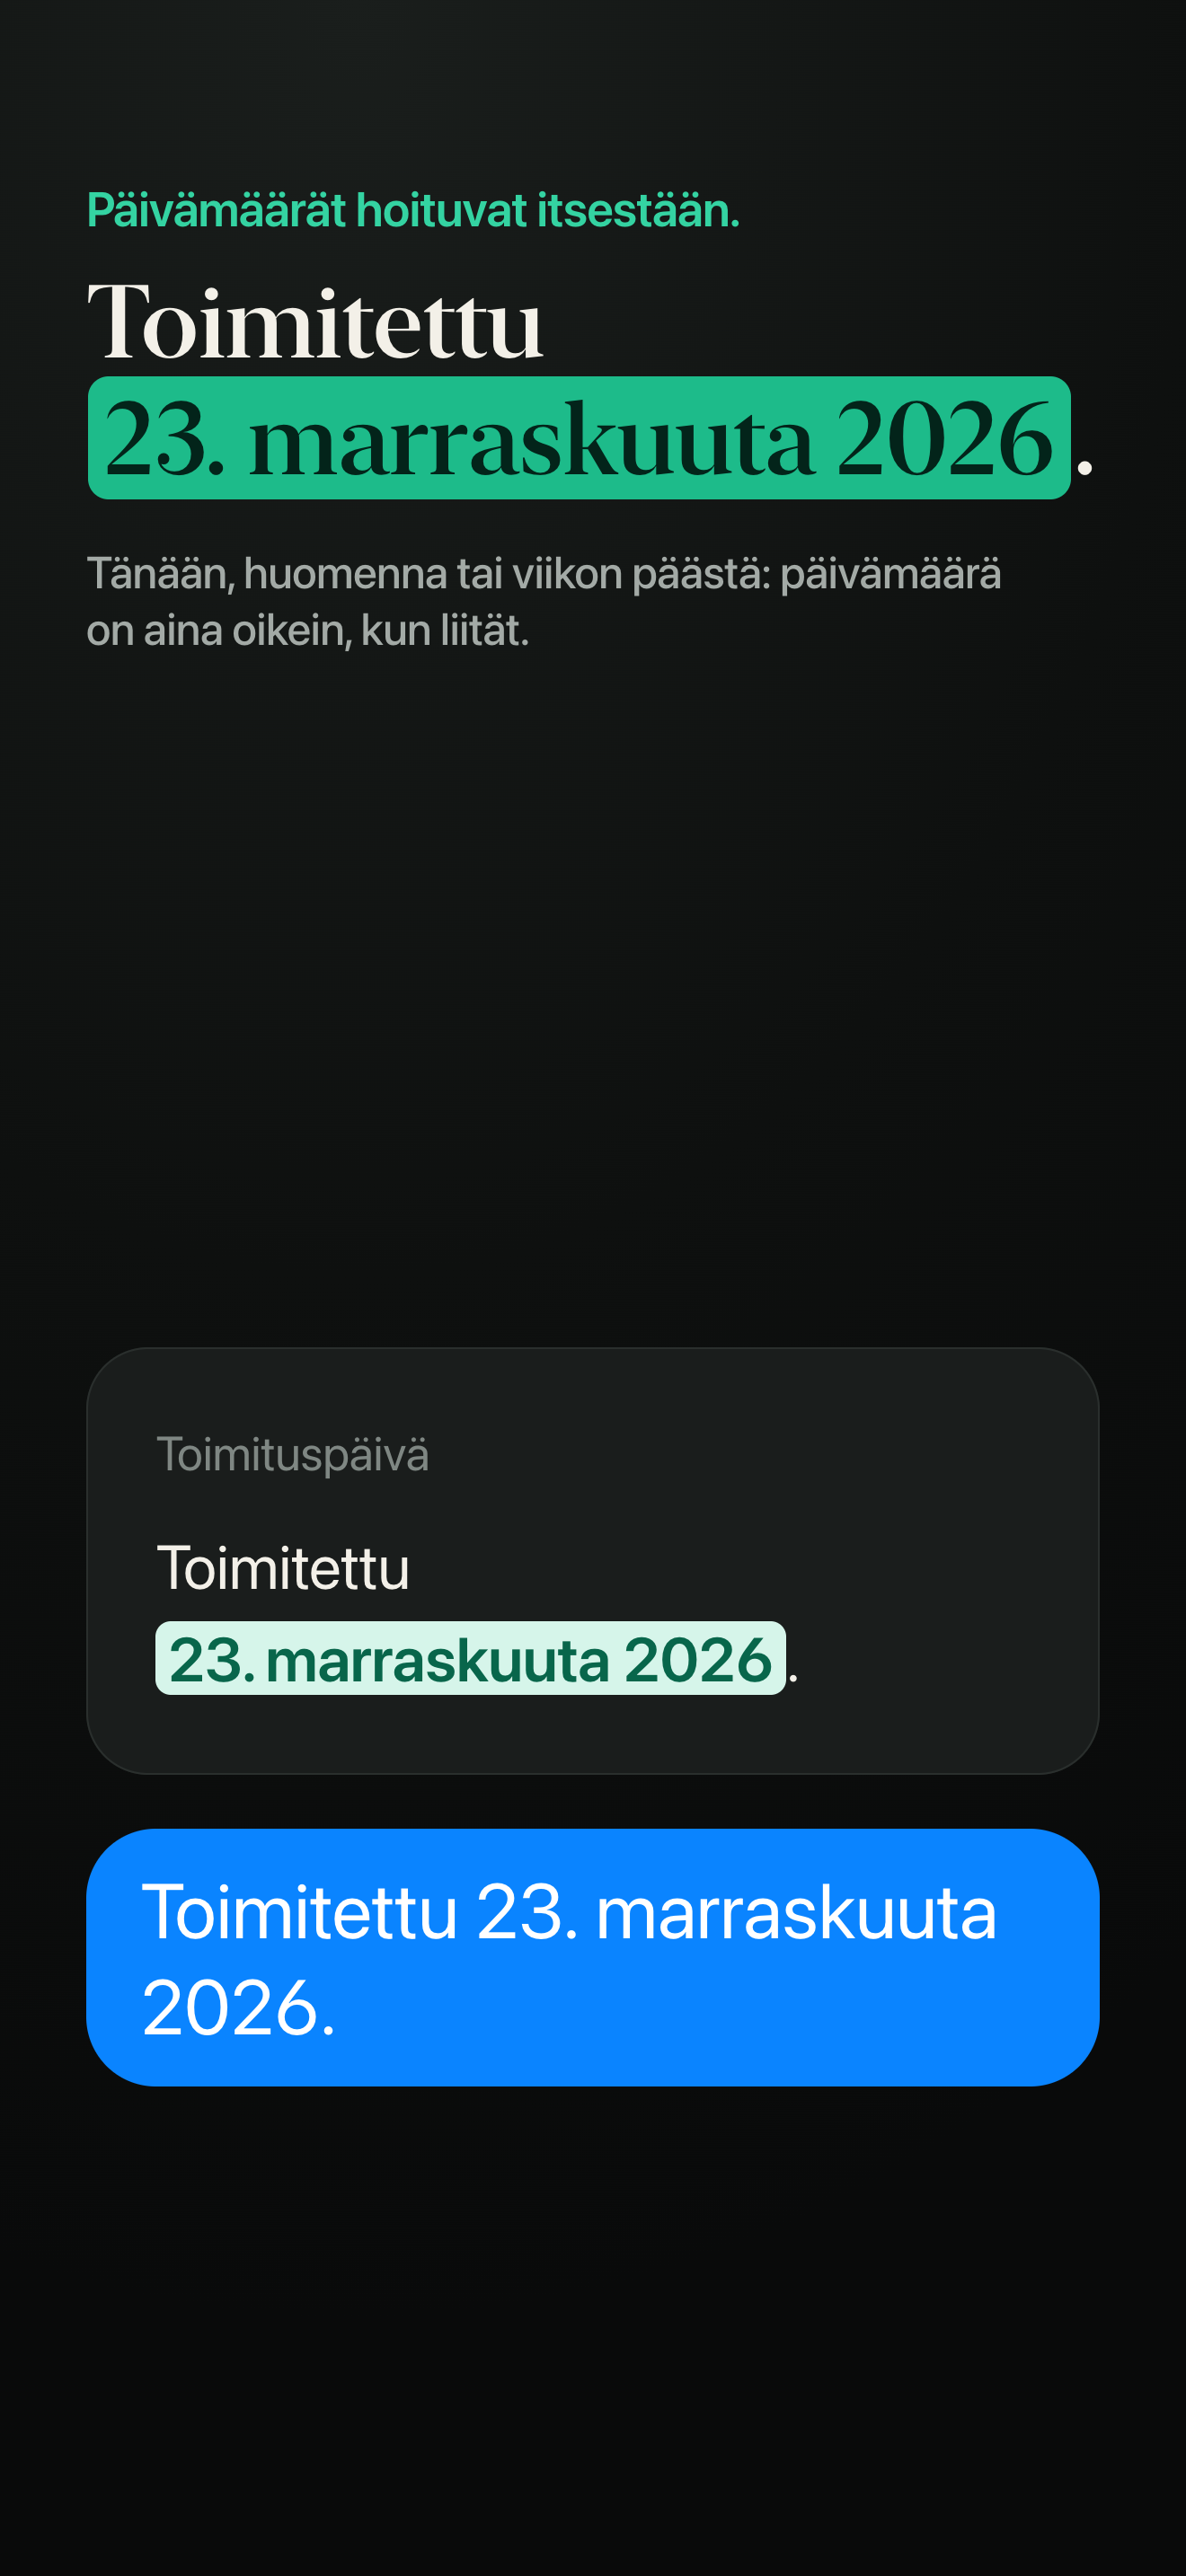 Päivämäärät hoituvat itsestään.
Toimitettu
23. marraskuuta 2026.
Tänään, huomenna tai viikon päästä: päivämäärä
on aina oikein, kun liität.
Toimituspäivä
Toimitettu
23. marraskuuta 2026.
Toimitettu 23. marraskuuta
2026.